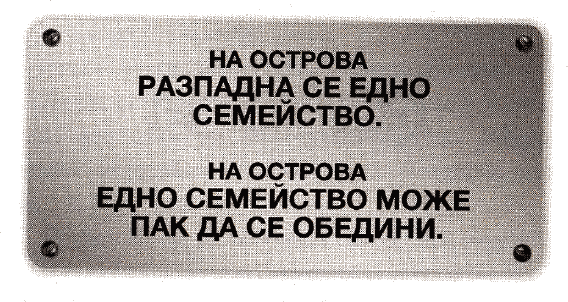 НА ОСТРОВА
РАЗПАДНА СЕ ЕДНО
СЕМЕЙСТВО.
НА ОСТРОВА
ЕДНО СЕМЕЙСТВО МОЖЕ
ПАК ДА СЕ ОБЕДИНИ.